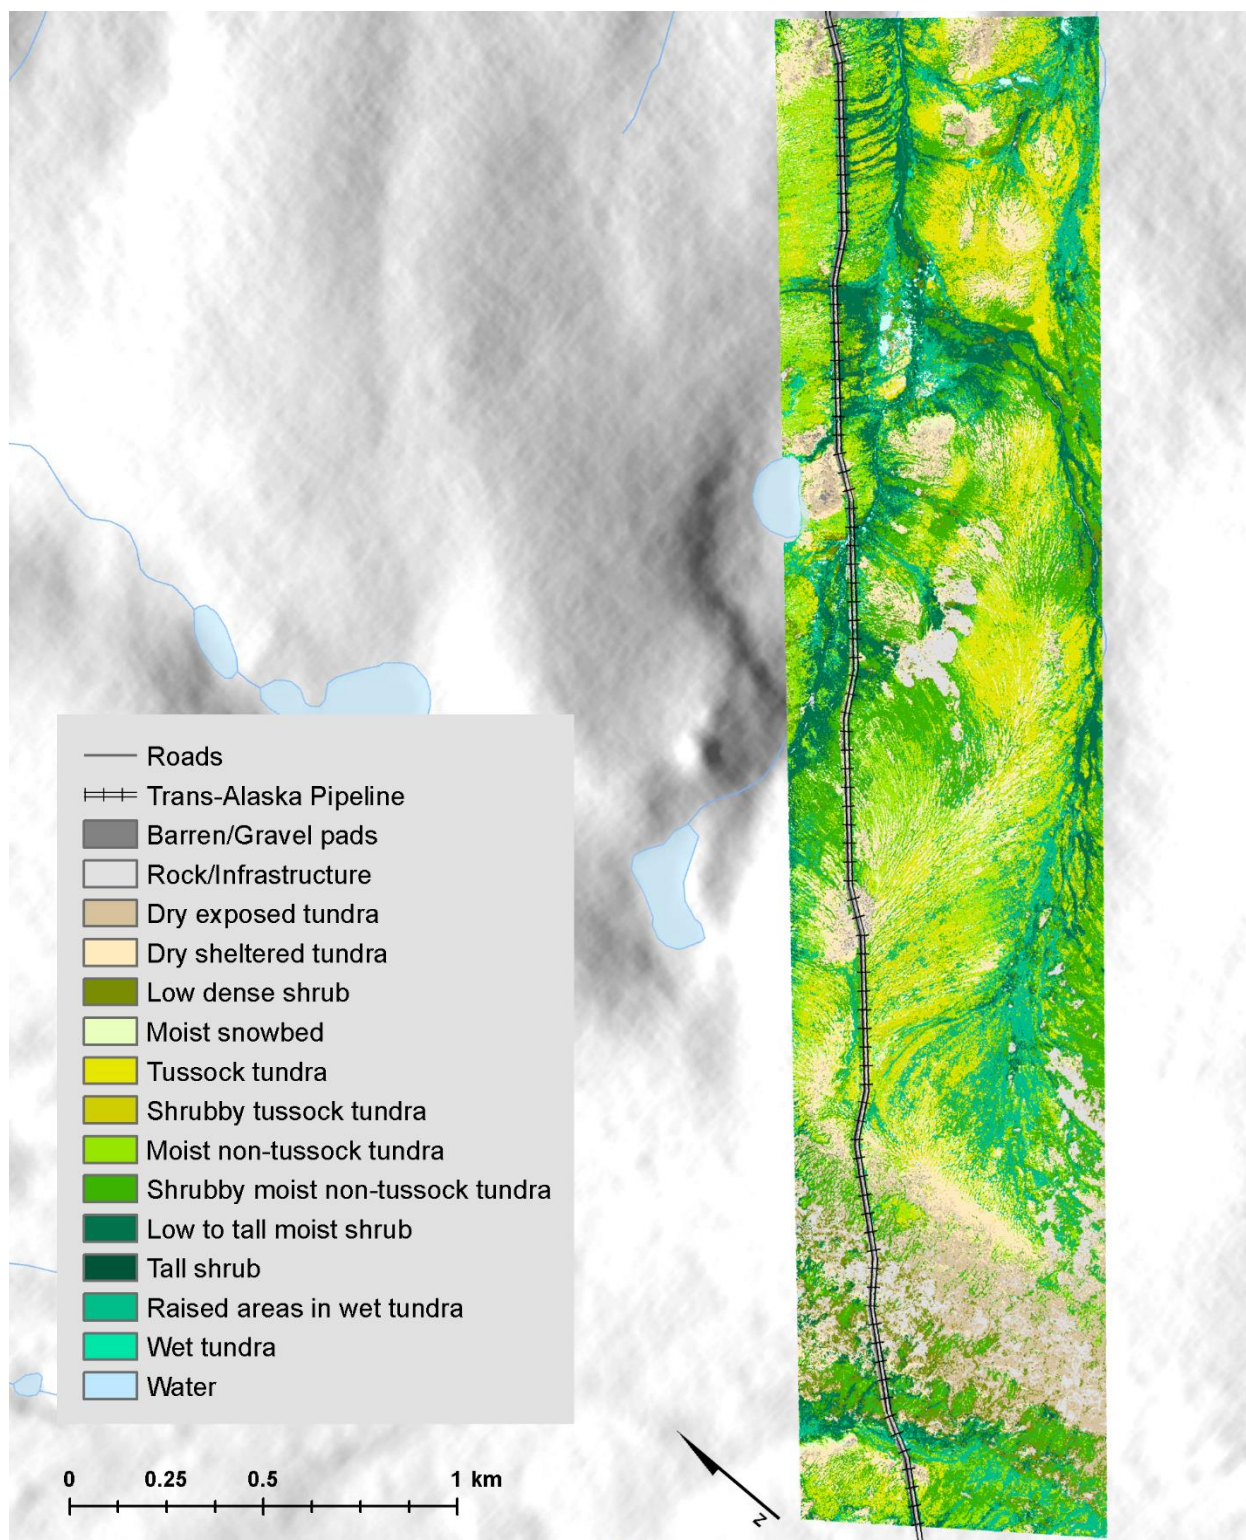 Roads
Trans-Alaska Pipeline
Barren/Gravel pads
Rock/Infrastructure
Dry exposed tundra
Dry sheltered tundra
Low dense shrub
Moist snowbed
Tussock tundra
Shrubby tussock tundra
Moist non-tussock tundra
Shrubby moist non-tussock tundra
Low to tall moist shrub
Tall shrub
Raised areas in wet tundra
Wet tundra
Water
0 0.25 0.5 1 km
N